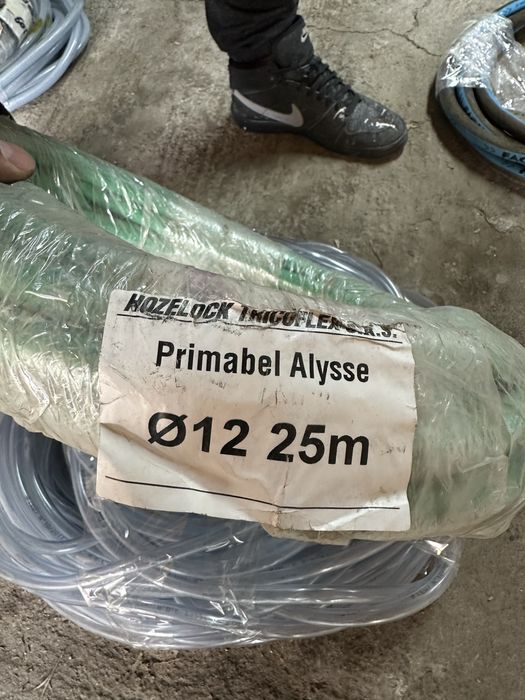 HOZELOCK TRICOFLEX S.A.S.
Primabel Alysse
Ø12 25m